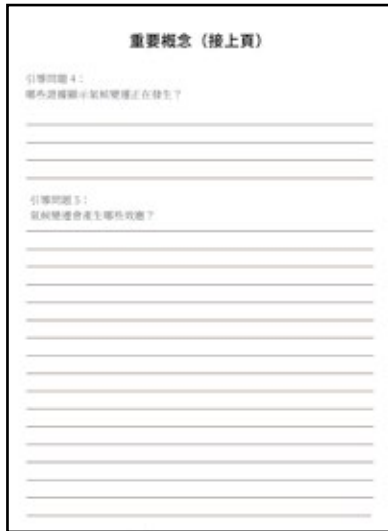 重要概念（接上頁）
引導問題 4：
哪些證據顯示氣候變遷正在發生？
引導問題 5：
氣候變遷會產生哪些效應？